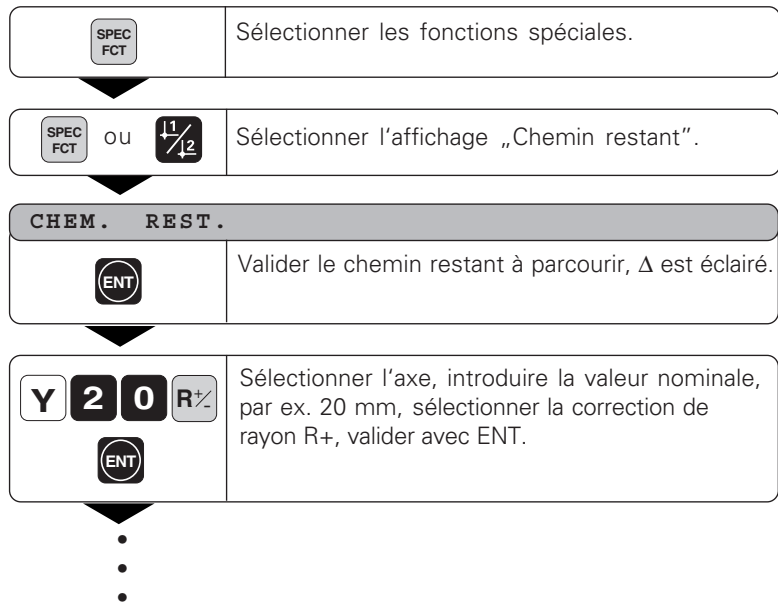 SPEC FCT Sélectionner les fonctions spéciales.
SPEC FCT ou 1 2 Sélectionner l'affichage „Chemin restant”.
CHEM. REST.
ENT Valider le chemin restant à parcourir, Δ est éclairé.
Y 2 0 R+/- Sélectionner l'axe, introduire la valeur nominale,
par ex. 20 mm, sélectionner la correction de
ENT rayon R+, valider avec ENT.